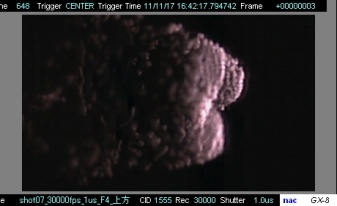 ne 648 Trigger CENTER Trigger Time 11/11/17 16:42:17.794742 Frame +00000003
e shot07_30000fps_1us_F4_上方 CID 1555 Rec 30000 Shutter 1.0us nac GX-8